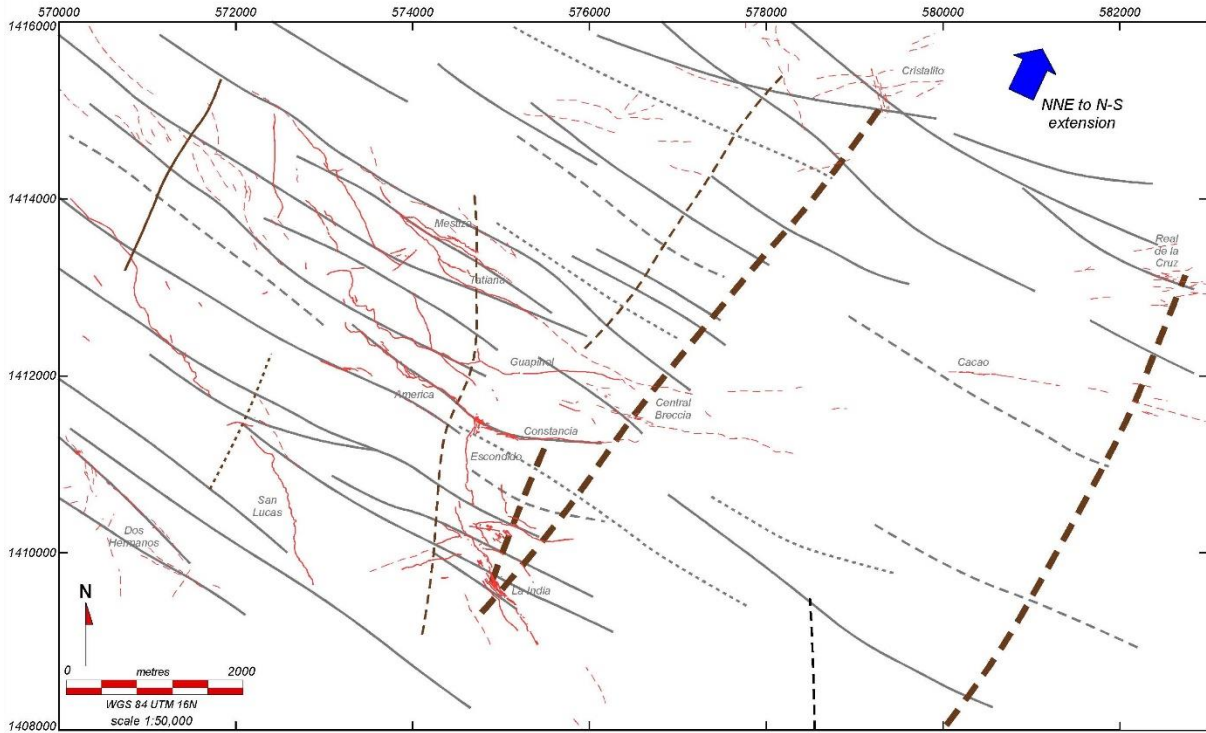 570000 572000 574000 576000 578000 580000 582000
1416000
Cristalito
NNE to N-S
extension
1414000
Mestiza
Real
de la
Cruz
Tatiana
Guapinol
Cacao
1412000
America
Central
Breccia
Constancia
Escondido
San
Lucas
Dos
Hermanos
1410000
La India
N
0 metres 2000
WGS 84 UTM 16N
scale 1:50,000
1408000